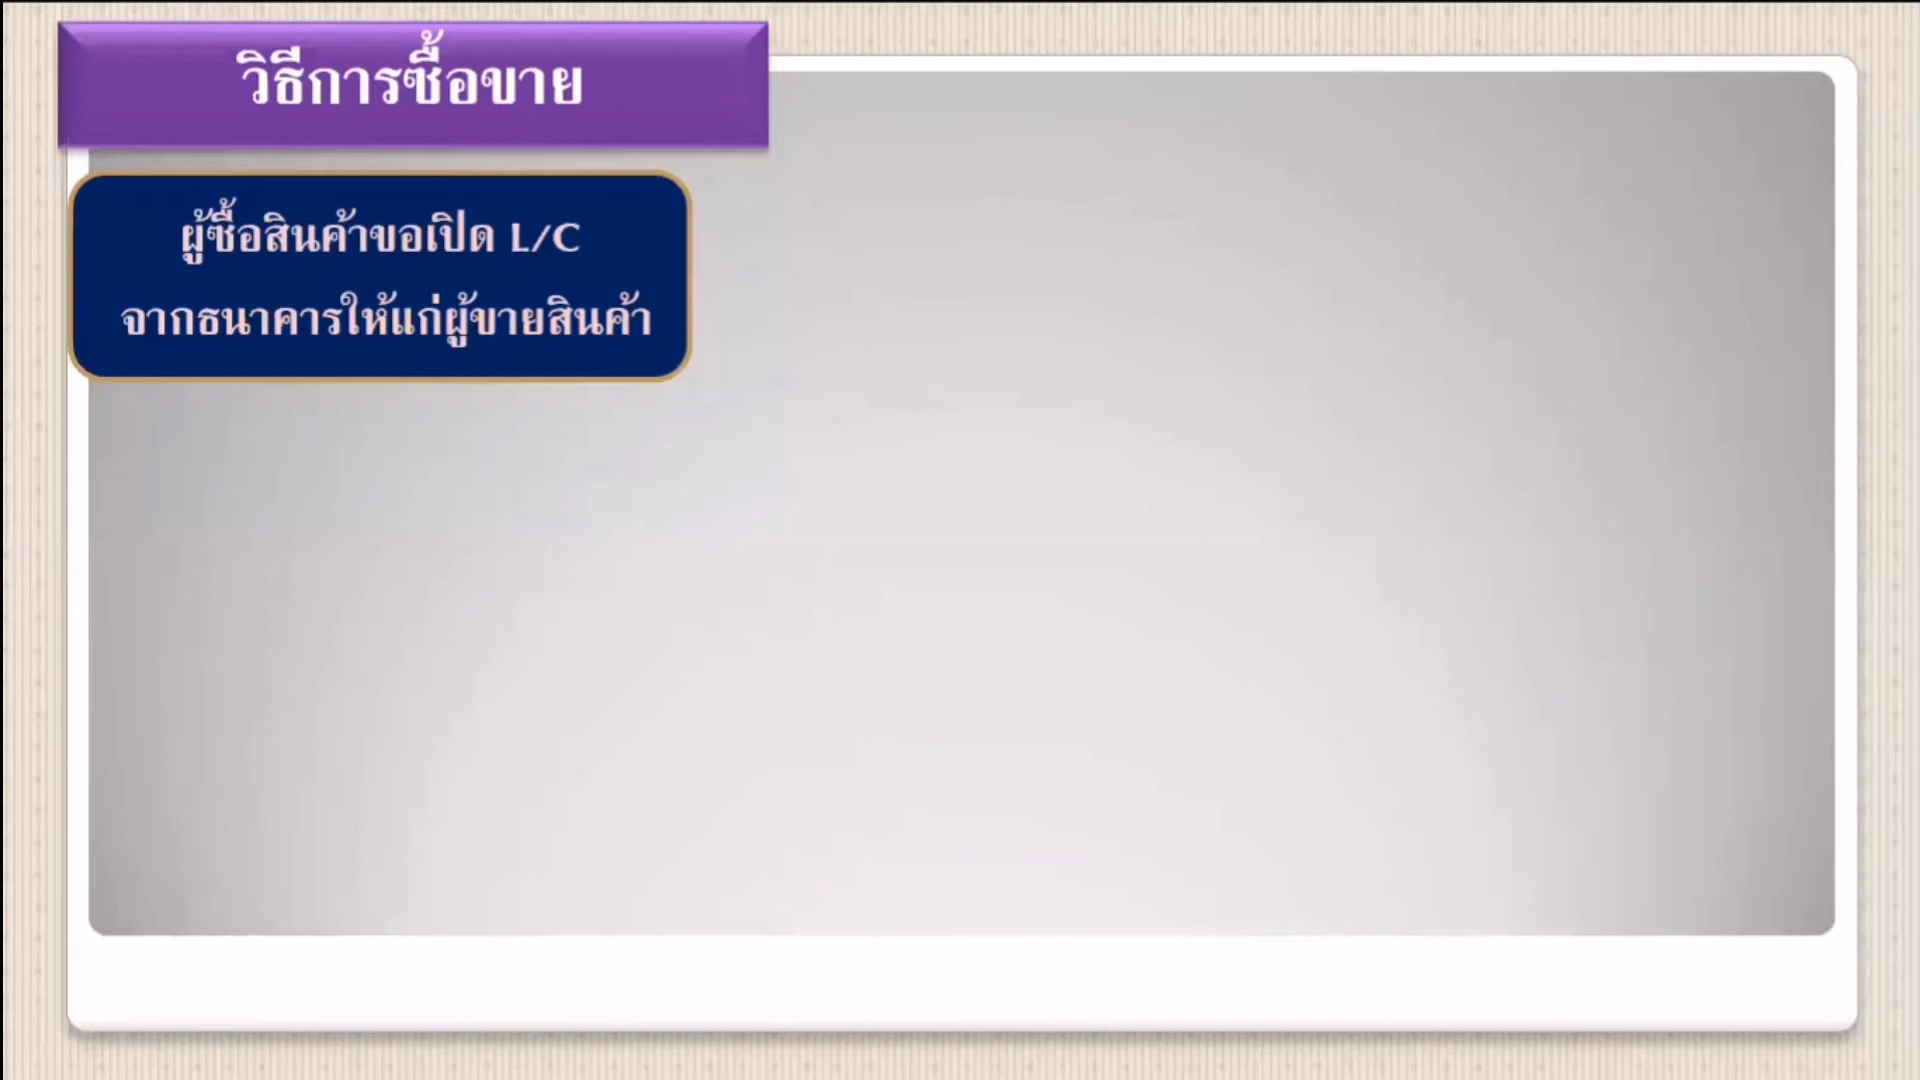 วิธีการซื้อขาย
ผู้ซื้อสินค้าขอเปิด L/C
จากธนาคารให้แก่ผู้ขายสินค้า